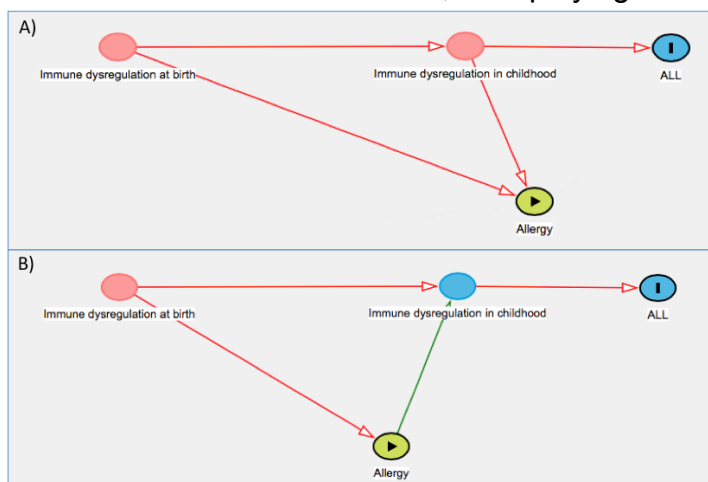 A)
Immune dysregulation at birth
Immune dysregulation in childhood
ALL
Allergy
B)
Immune dysregulation at birth
Immune dysregulation in childhood
ALL
Allergy